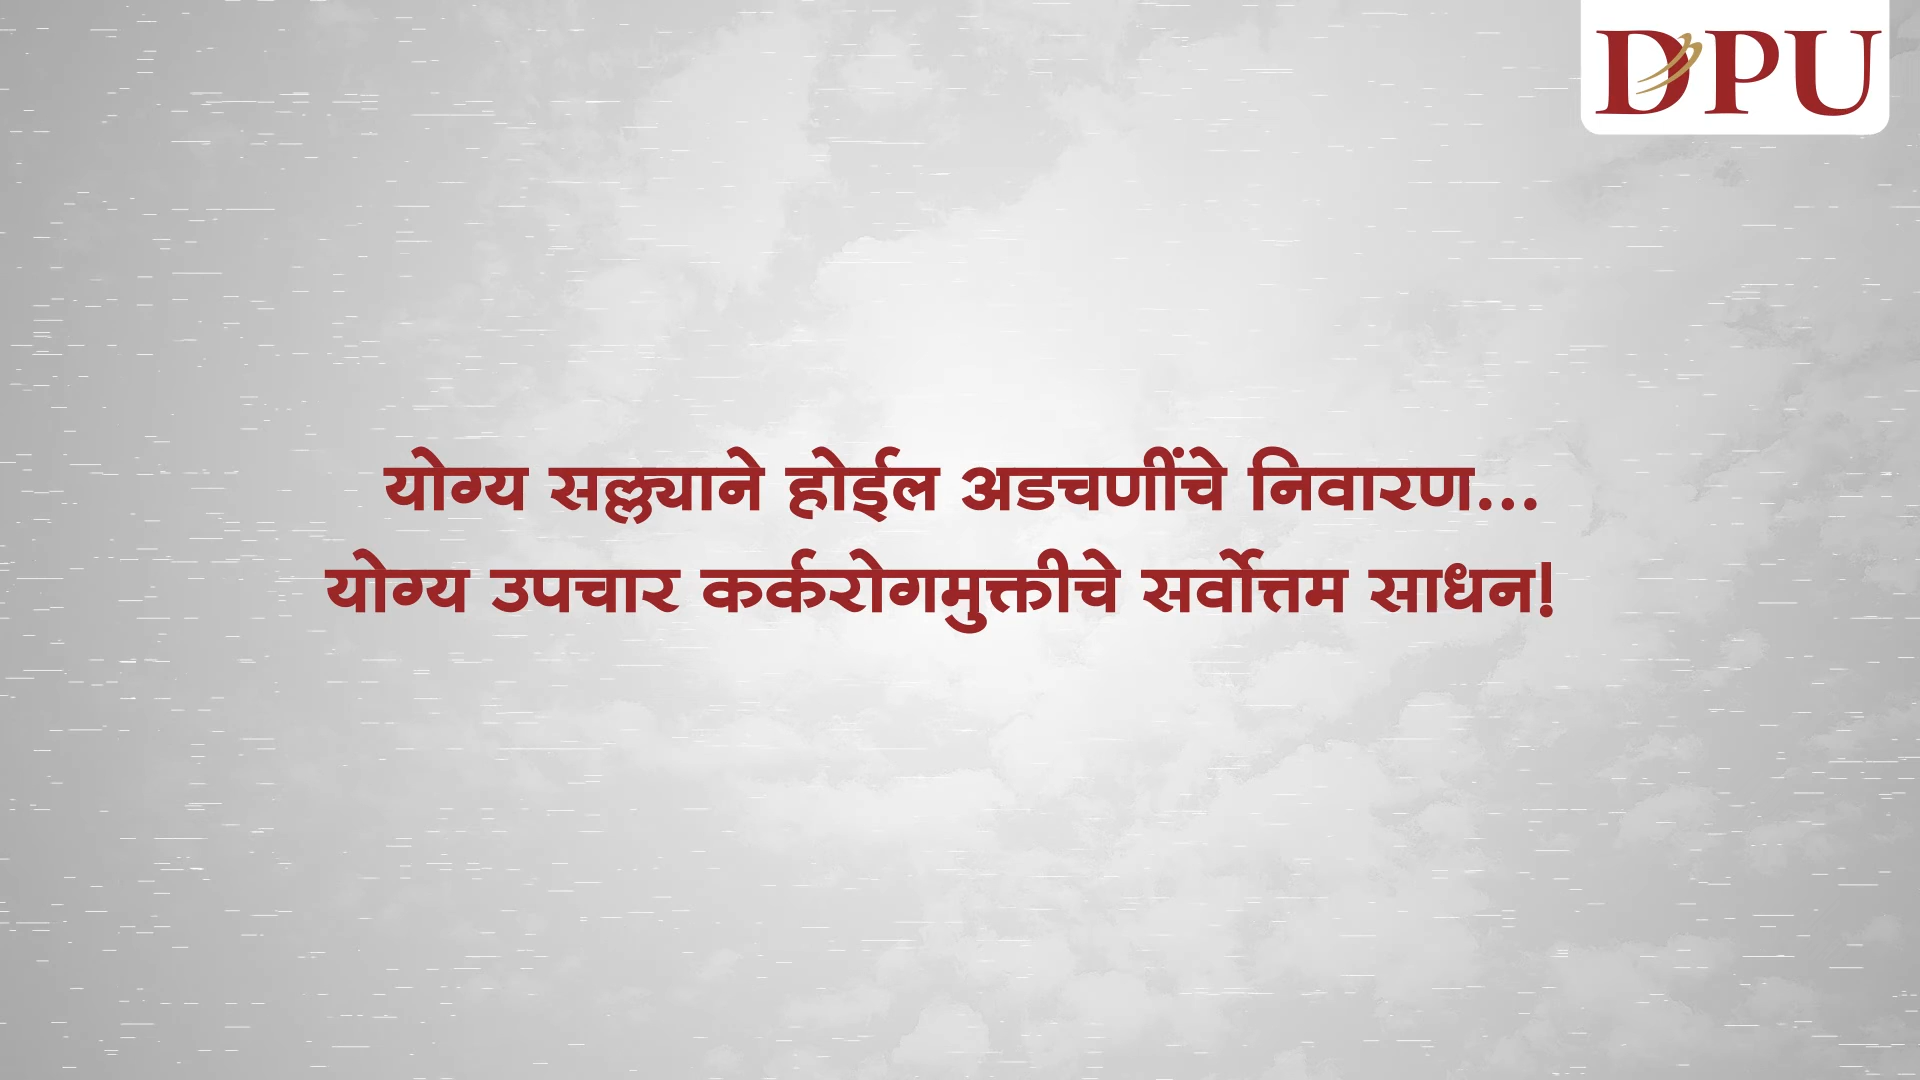 DPU
योग्य सल्ल्याने होईल अडचणींचे निवारण...
योग्य उपचार कर्करोगमुक्तीचे सर्वोत्तम साधन!